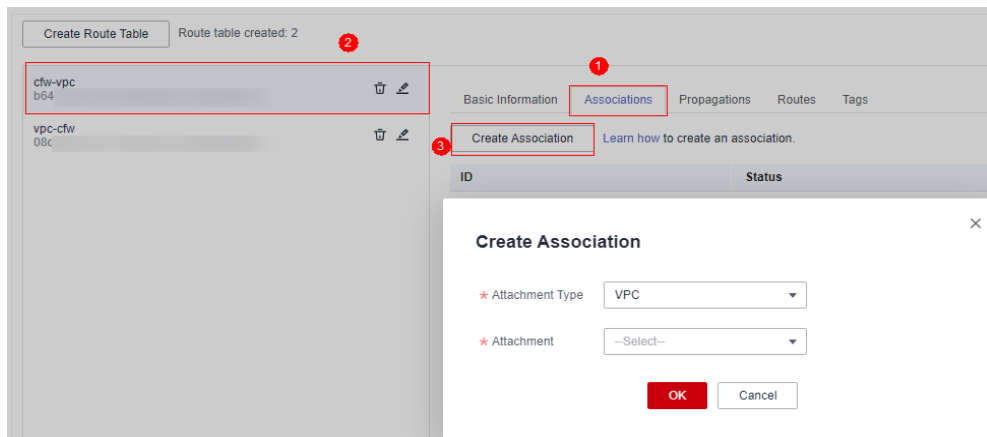 Create Route Table Route table created: 2
2
cfw-vpc
b64
vpc-cfw
08c
1
Basic Information Associations Propagations Routes Tags
3 Create Association Learn how to create an association.
ID Status
Create Association
* Attachment Type VPC
* Attachment --Select--
OK Cancel